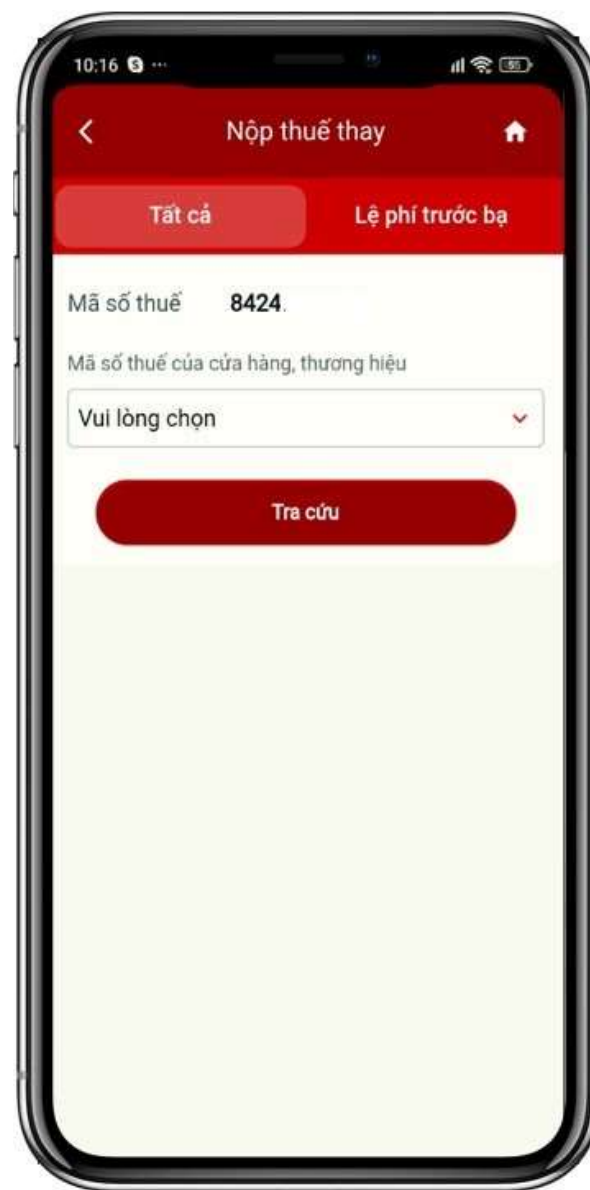 10:16 S ...
55
Nộp thuế thay
Tất cả
Lệ phí trước bạ
Mã số thuế 8424.
Mã số thuế của cửa hàng, thương hiệu
Vui lòng chọn
Tra cứu